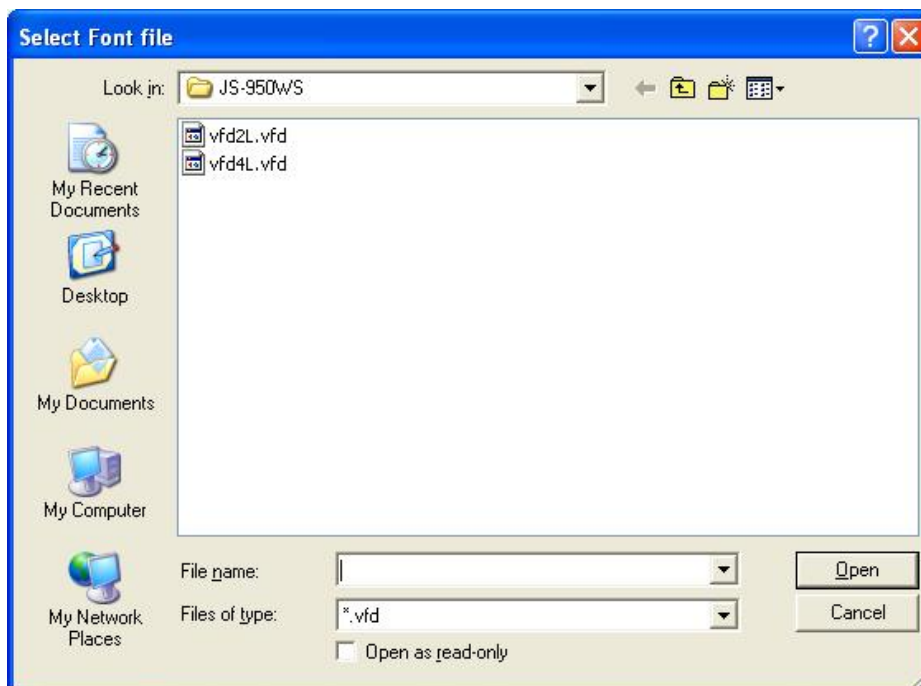 Select Font file
Look in:
JS-950WS
vfd2L.vfd
vfd4L.vfd
My Recent
Documents
Desktop
My Documents
My Computer
My Network
Places
File name:
Open
Files of type:
*.vfd
Cancel
Open as read-only